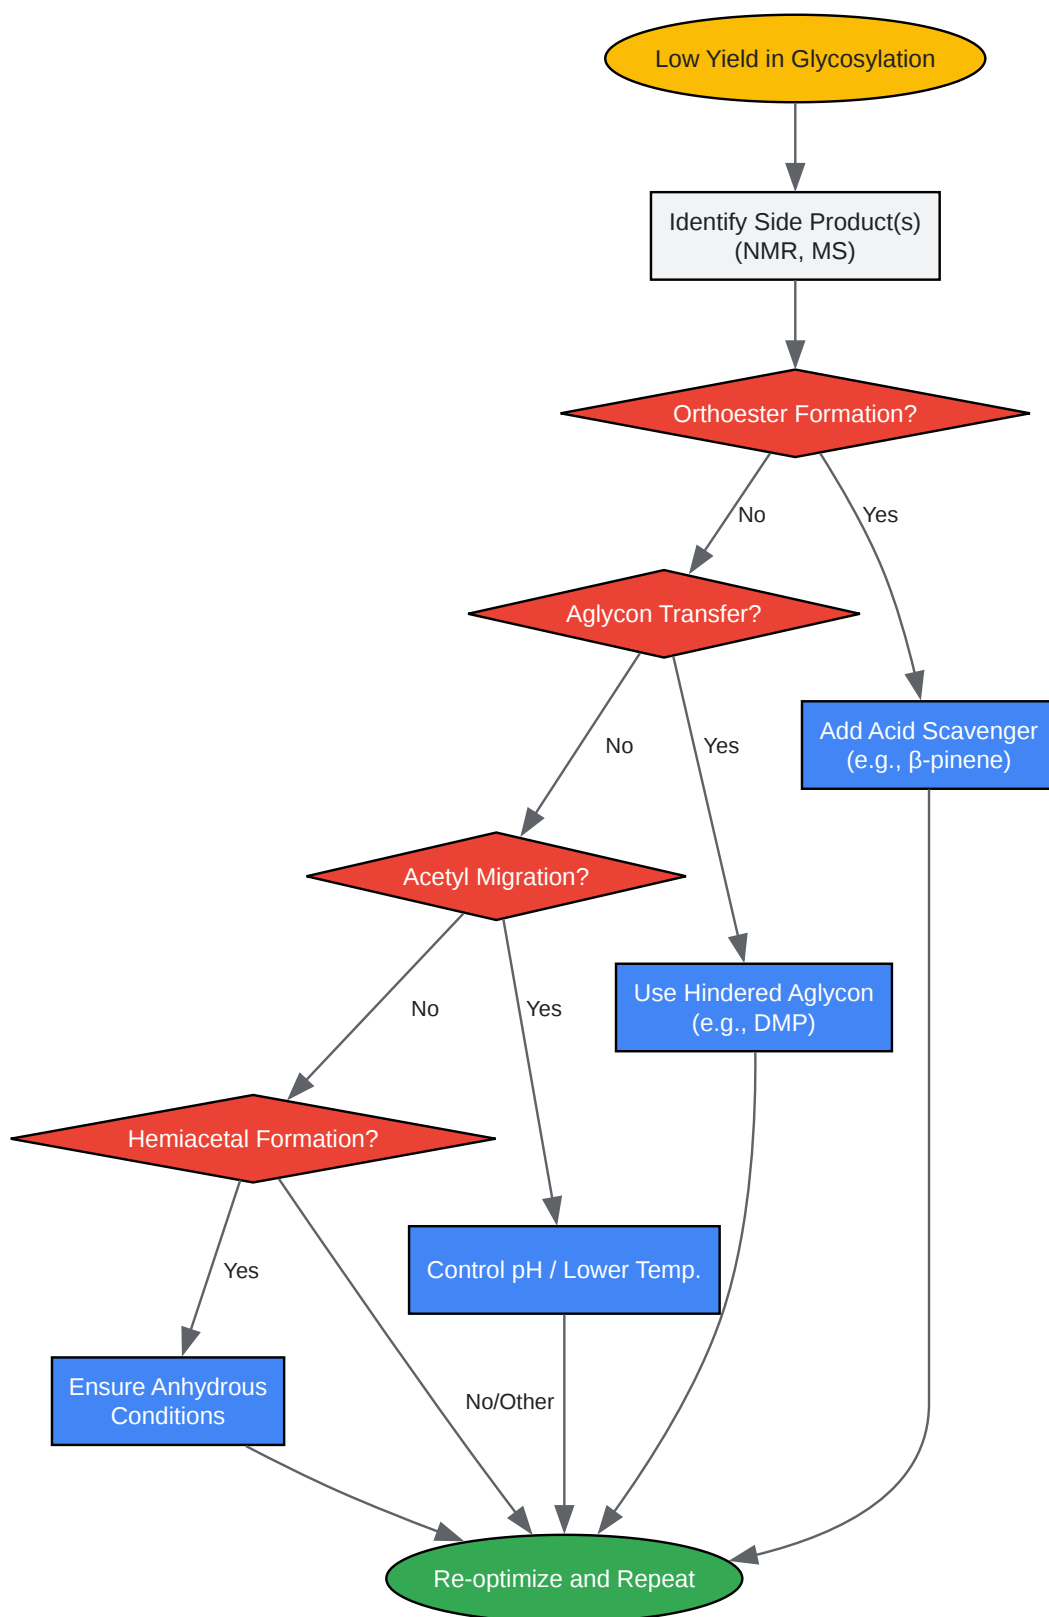 Low Yield in Glycosylation
Identify Side Product(s)
(NMR, MS)
Orthoester Formation?
No
Yes
Aglycon Transfer?
Add Acid Scavenger
(e.g., β-pinene)
No
Yes
Acetyl Migration?
Use Hindered Aglycon
(e.g., DMP)
No
Yes
Hemiacetal Formation?
Control pH / Lower Temp.
Yes
Ensure Anhydrous
Conditions
No/Other
Re-optimize and Repeat